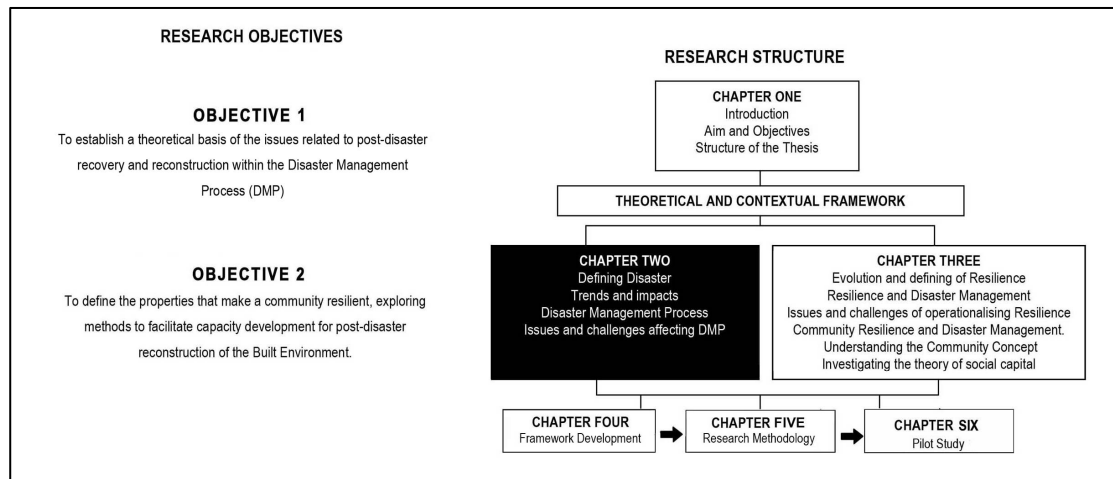 RESEARCH OBJECTIVES
OBJECTIVE 1
To establish a theoretical basis of the issues related to post-disaster
recovery and reconstruction within the Disaster Management
Process (DMP)
OBJECTIVE 2
To define the properties that make a community resilient, exploring
methods to facilitate capacity development for post-disaster
reconstruction of the Built Environment.
RESEARCH STRUCTURE
CHAPTER ONE
Introduction
Aim and Objectives
Structure of the Thesis
THEORETICAL AND CONTEXTUAL FRAMEWORK
CHAPTER TWO
Defining Disaster
Trends and impacts
Disaster Management Process
Issues and challenges affecting DMP
CHAPTER THREE
Evolution and defining of Resilience
Resilience and Disaster Management
Issues and challenges of operationalising Resilience
Community Resilience and Disaster Management.
Understanding the Community Concept
Investigating the theory of social capital
CHAPTER FOUR
Framework Development
CHAPTER FIVE
Research Methodology
CHAPTER SIX
Pilot Study